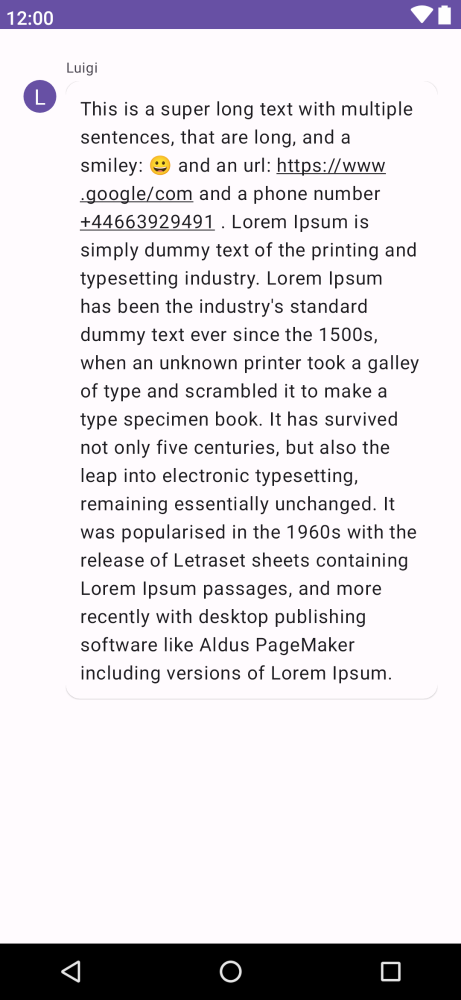 12:00
Luigi
L
This is a super long text with multiple
sentences, that are long, and a
smiley: 😀 and an url: https://www
.google/com and a phone number
+44663929491 . Lorem Ipsum is
simply dummy text of the printing and
typesetting industry. Lorem Ipsum
has been the industry's standard
dummy text ever since the 1500s,
when an unknown printer took a galley
of type and scrambled it to make a
type specimen book. It has survived
not only five centuries, but also the
leap into electronic typesetting,
remaining essentially unchanged. It
was popularised in the 1960s with the
release of Letraset sheets containing
Lorem Ipsum passages, and more
recently with desktop publishing
software like Aldus PageMaker
including versions of Lorem Ipsum.